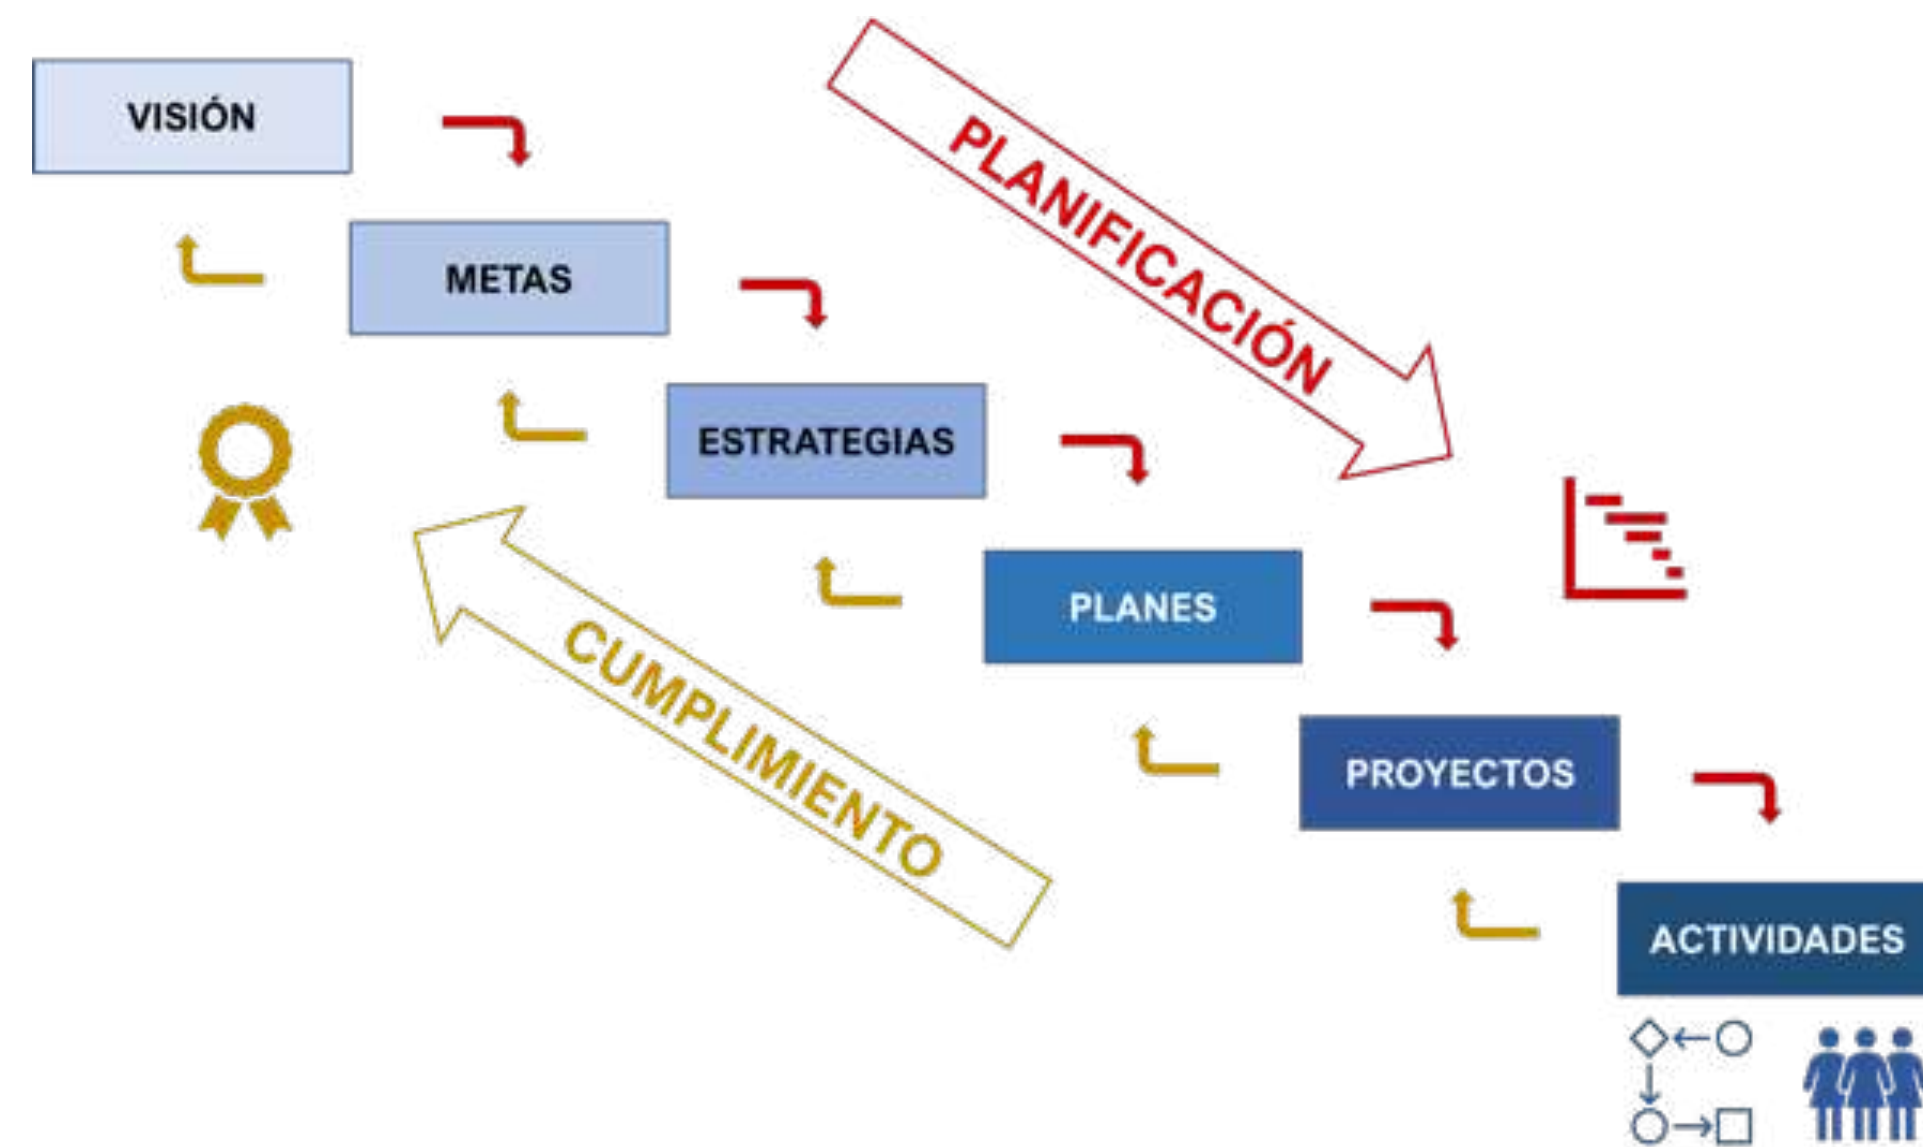 VISIÓN
PLANIFICACIÓN
METAS
ESTRATEGIAS
PLANES
CUMPLIMIENTO
PROYECTOS
ACTIVIDADES